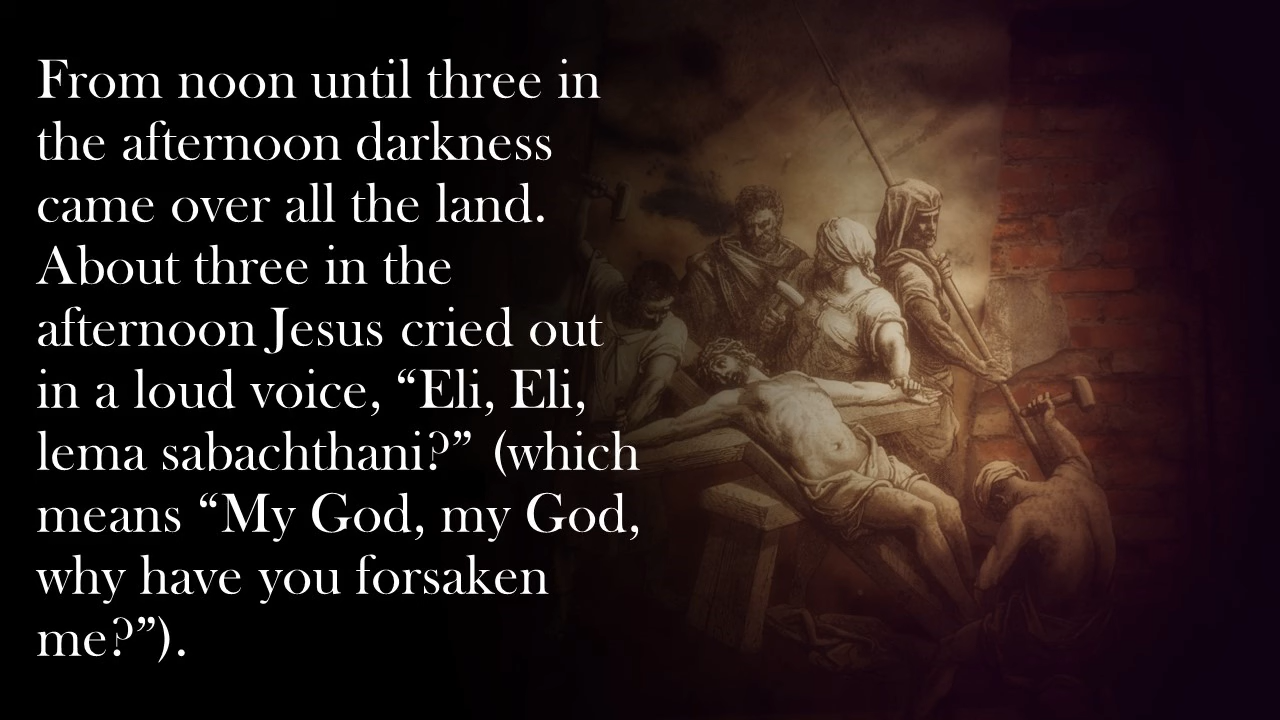 From noon until three in
the afternoon darkness
came over all the land.
About three in the
afternoon Jesus cried out
in a loud voice, “Eli, Eli,
lema sabachthani?” (which
means “My God, my God,
why have you forsaken
me?”).